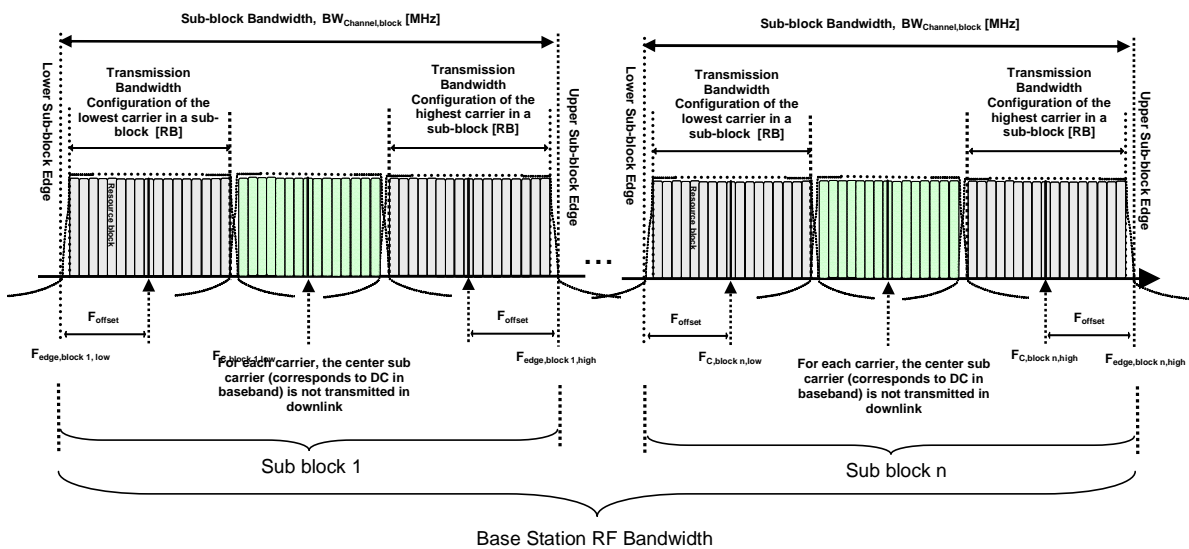 Sub-block Bandwidth, BWChannel,block [MHz]
Lower Sub-block Edge
Transmission
Bandwidth
Configuration of the
lowest carrier in a sub-
block [RB]
Transmission
Bandwidth
Configuration of the
highest carrier in a
sub-block [RB]
Upper Sub-block Edge
Resource block
Foffset
Foffset
Fedge,block 1, low
FC,block 1,low
Fedge,block 1,high
For each carrier, the center sub
carrier (corresponds to DC in
baseband) is not transmitted in
downlink
Sub block 1
...
Sub-block Bandwidth, BWChannel,block [MHz]
Lower Sub-block Edge
Transmission
Bandwidth
Configuration of the
lowest carrier in a
sub-block [RB]
Transmission
Bandwidth
Configuration of the
highest carrier in a
sub-block [RB]
Upper Sub-block Edge
Resource block
Foffset
Foffset
FC,block n,low
FC,block n,high
Fedge,block n,high
For each carrier, the center sub
carrier (corresponds to DC in
baseband) is not transmitted in
downlink
Sub block n
Base Station RF Bandwidth